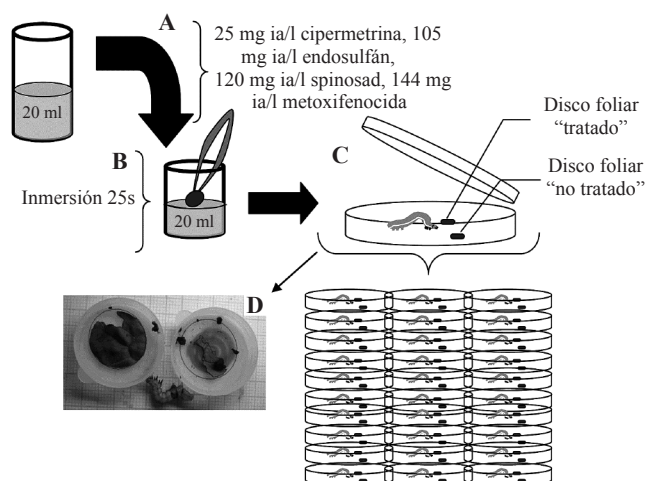 A
25 mg ia/l cipermetrina, 105
mg ia/l endosulfán,
120 mg ia/l spinosad, 144 mg
ia/l metoxifenocida
20 ml
B
Inmersión 25s
20 ml
C
Disco foliar
“tratado”
Disco foliar
“no tratado”
D